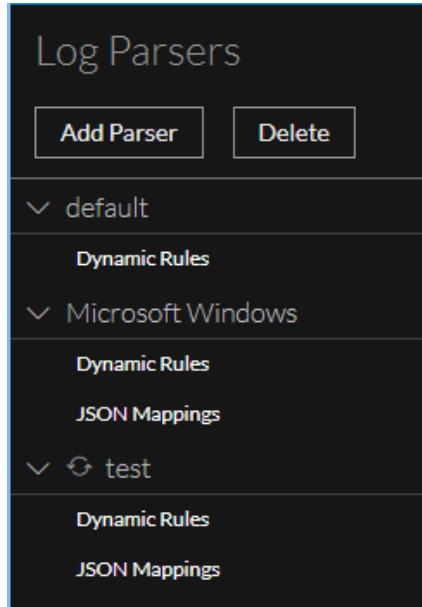 Log Parsers
Add Parser Delete
default
Dynamic Rules
Microsoft Windows
Dynamic Rules
JSON Mappings
test
Dynamic Rules
JSON Mappings